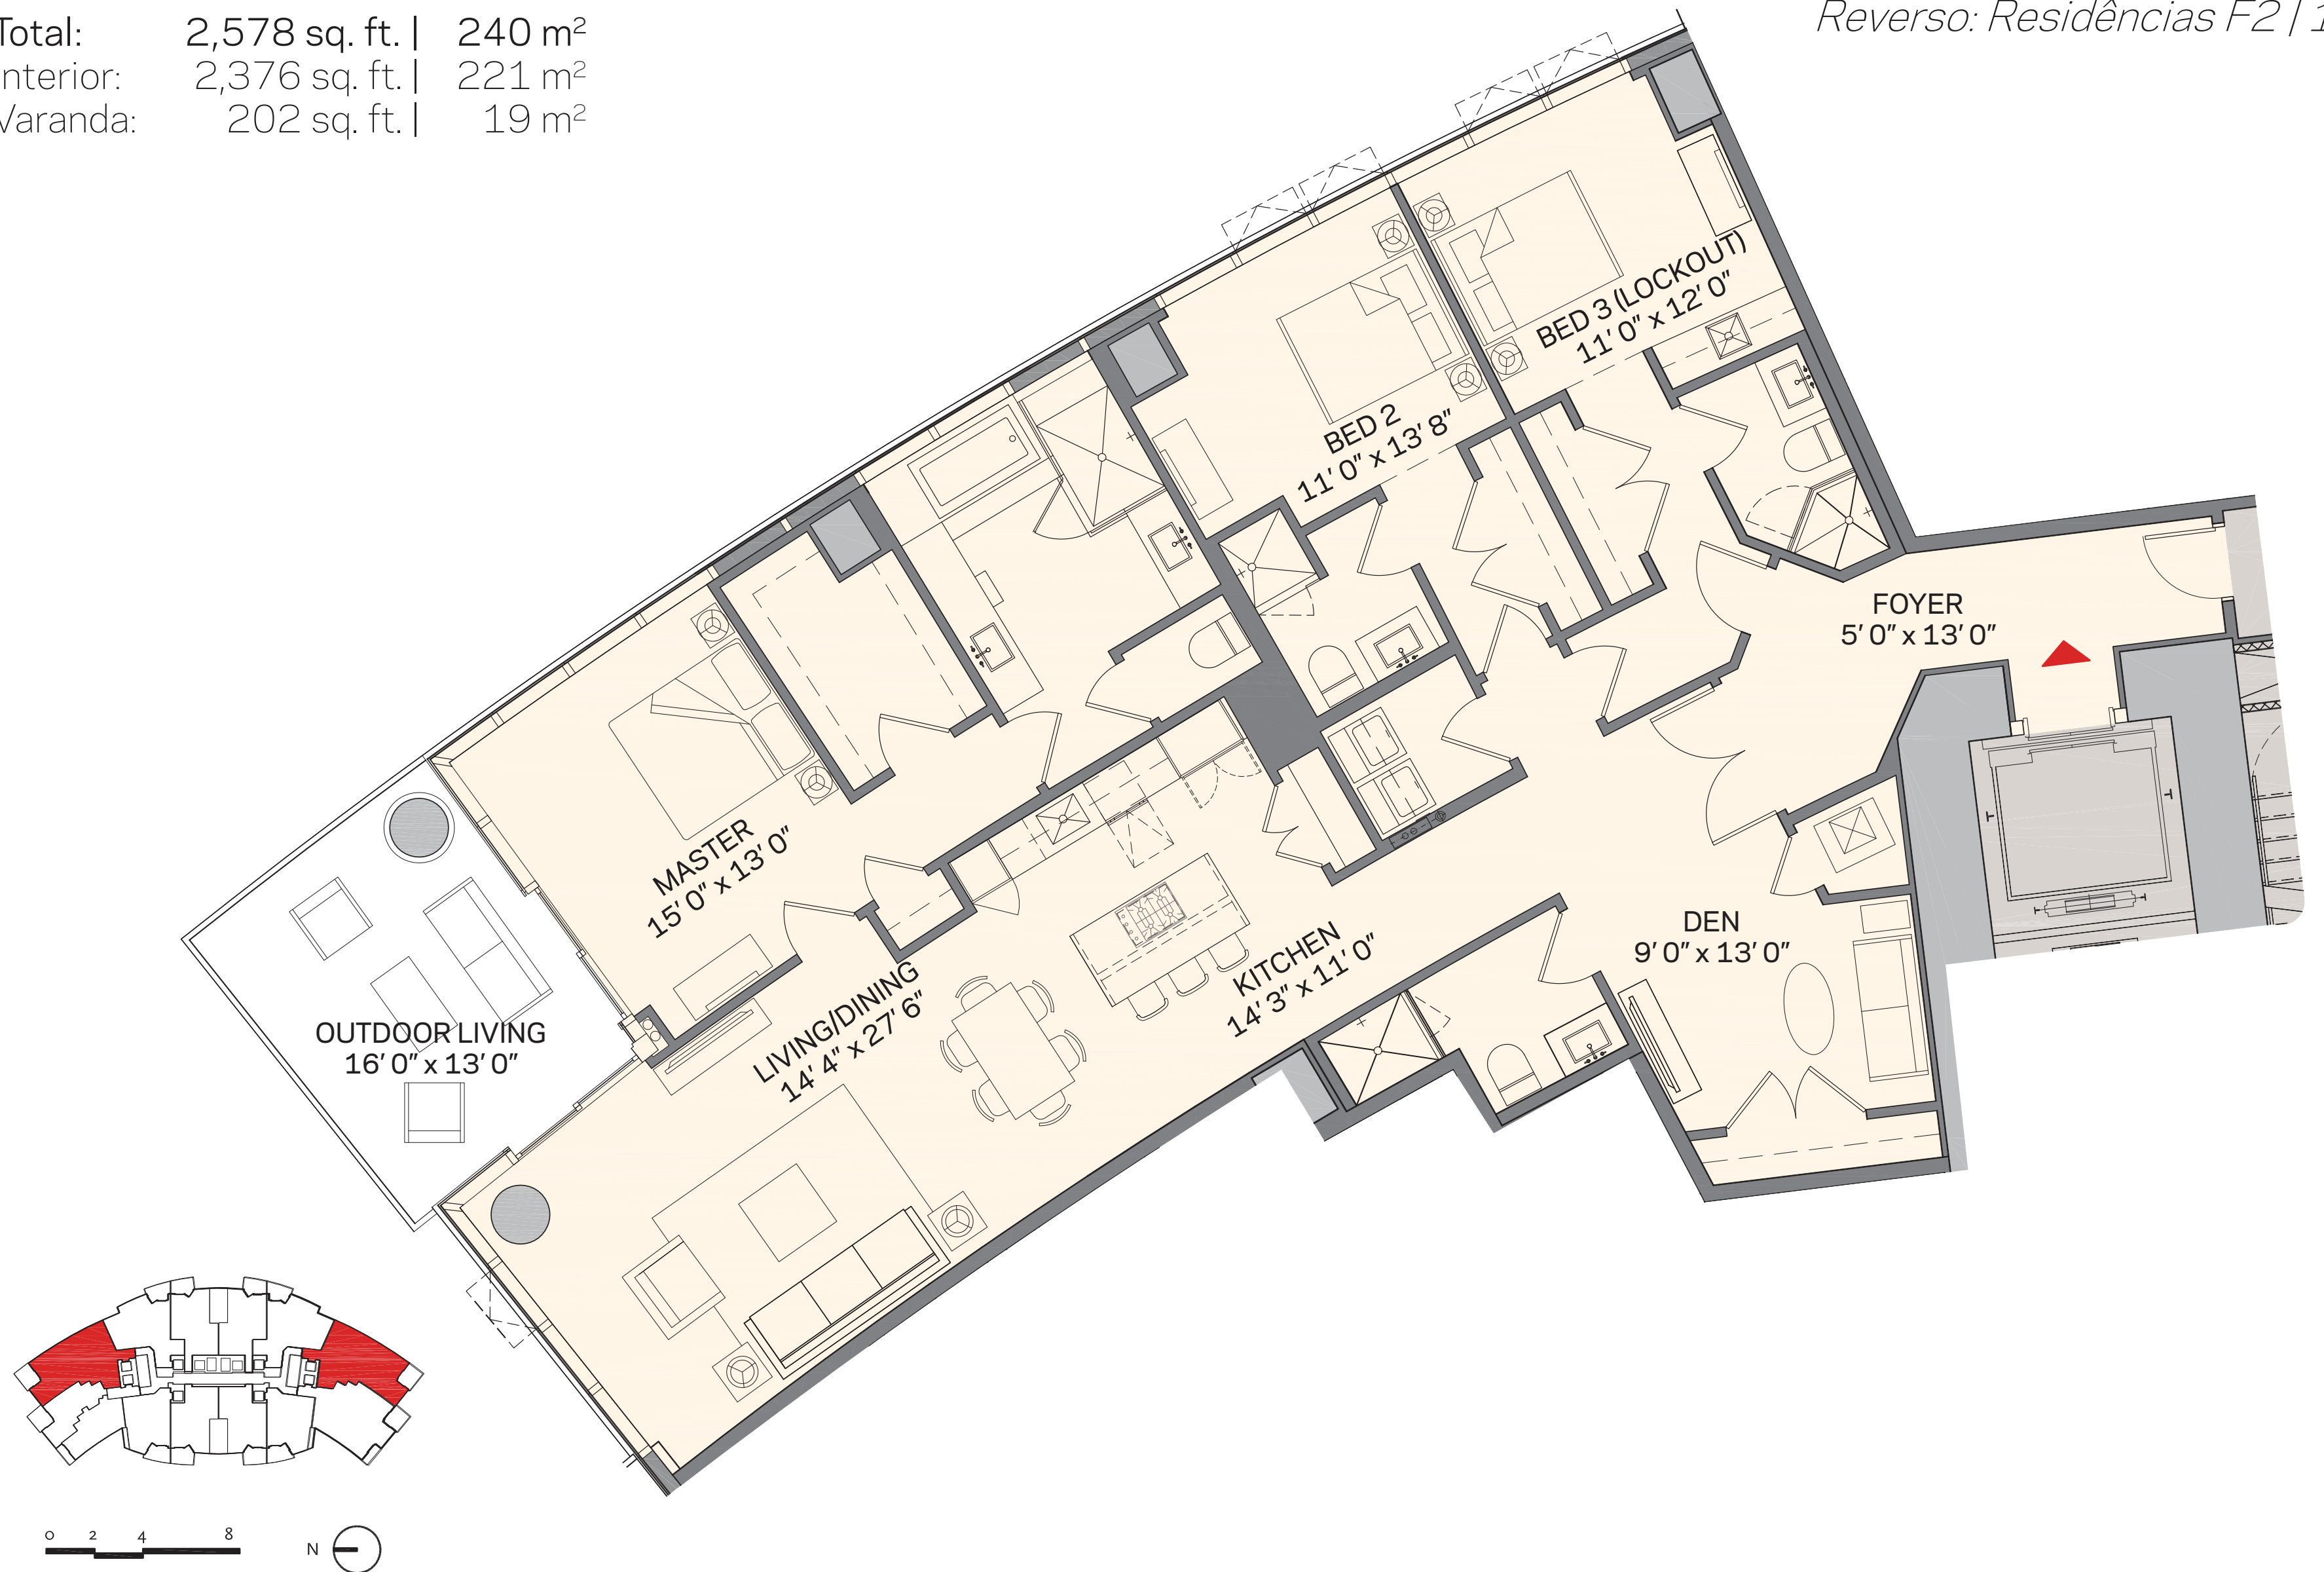 Total: 2,578 sq. ft. | 240 m²
nterior: 2,376 sq. ft. | 221 m²
Varanda: 202 sq. ft. | 19 m²
Reverso: Residências F2 | 1
BED 3 (LOCKOUT)
11' 0" x 12' 0"
BED 2
11' 0" x 13' 8"
FOYER
5' 0" x 13' 0"
MASTER
15' 0" x 13' 0"
DEN
9' 0" x 13' 0"
KITCHEN
14' 3" x 11' 0"
LIVING/DINING
14' 4" x 27' 6"
OUTDOOR LIVING
16' 0" x 13' 0"
0 2 4 8
N